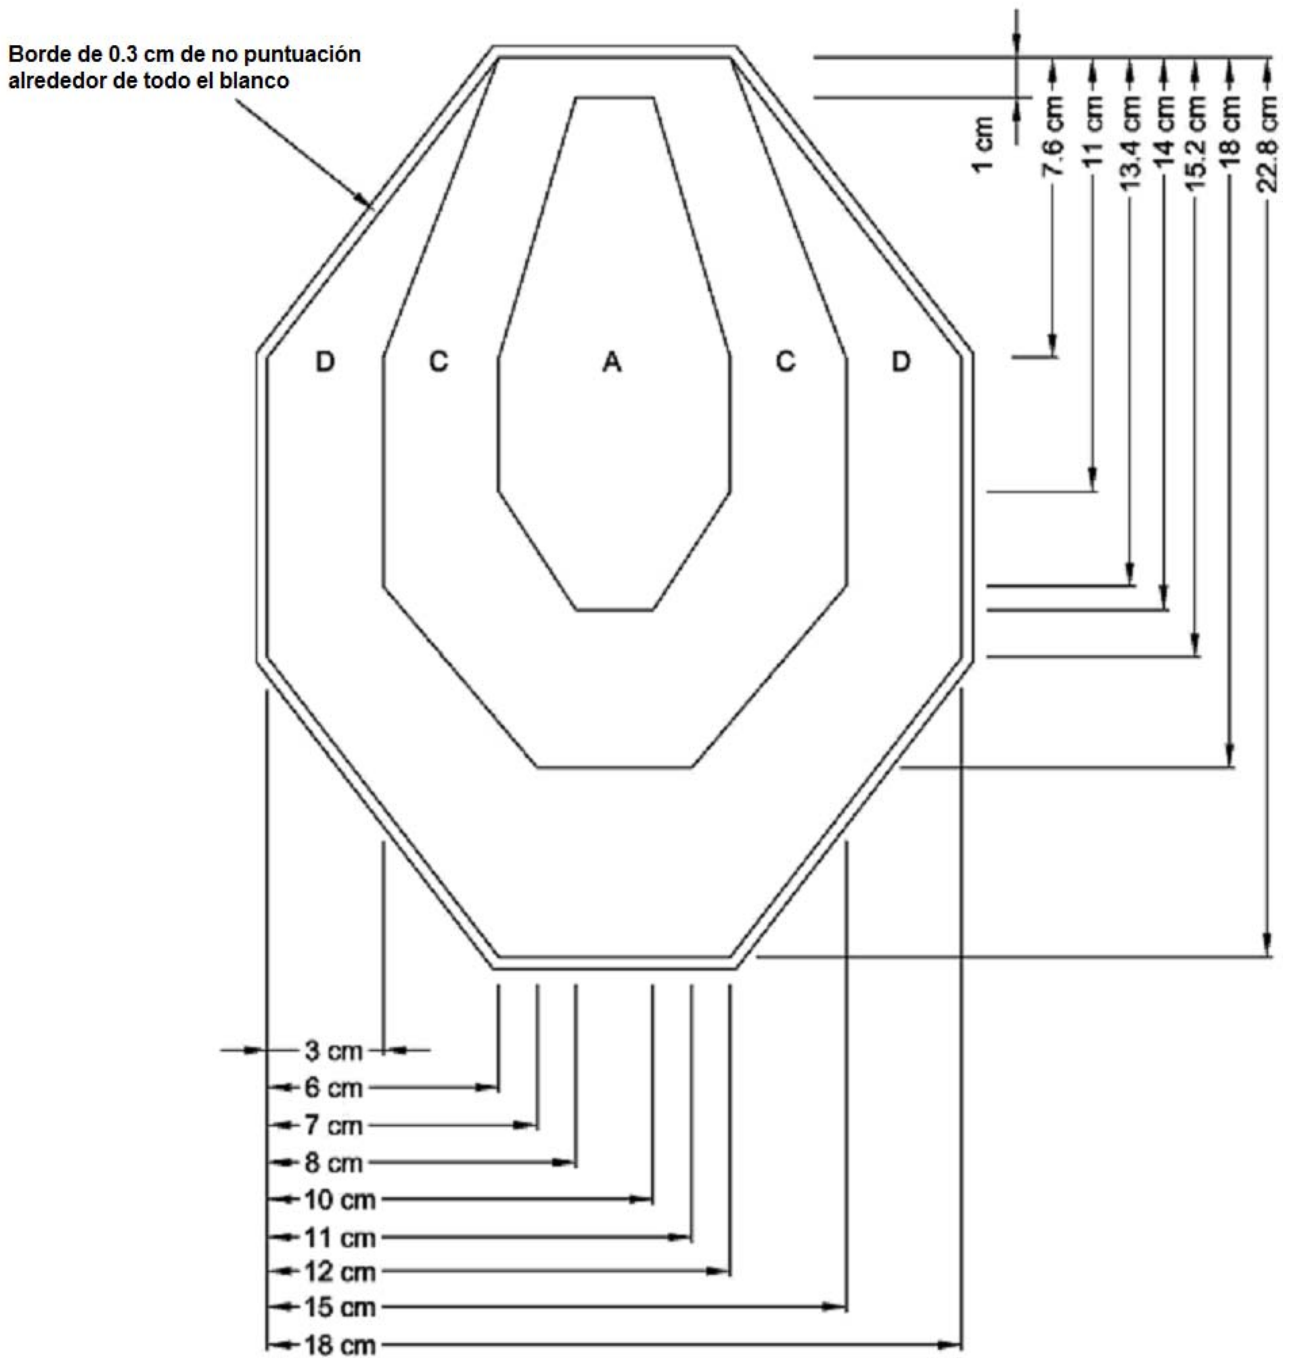 Borde de 0.3 cm de no puntuación
alrededor de todo el blanco
1 cm
7.6 cm
11 cm
13.4 cm
14 cm
15.2 cm
18 cm
22.8 cm
D
C
A
C
D
3 cm
6 cm
7 cm
8 cm
10 cm
11 cm
12 cm
15 cm
18 cm